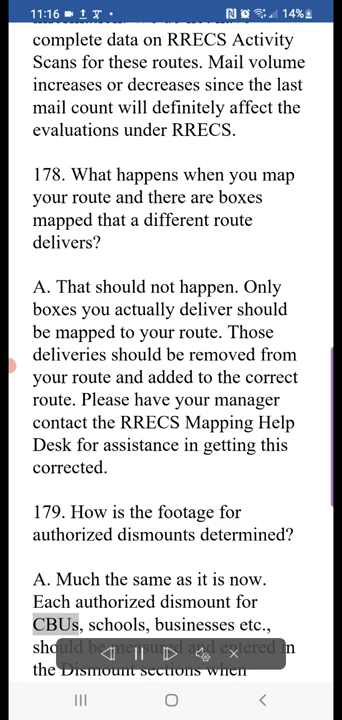 11:16 14%
complete data on RRECS Activity
Scans for these routes. Mail volume
increases or decreases since the last
mail count will definitely affect the
evaluations under RRECS.
178. What happens when you map
your route and there are boxes
mapped that a different route
delivers?
A. That should not happen. Only
boxes you actually deliver should
be mapped to your route. Those
deliveries should be removed from
your route and added to the correct
route. Please have your manager
contact the RRECS Mapping Help
Desk for assistance in getting this
corrected.
179. How is the footage for
authorized dismounts determined?
A. Much the same as it is now.
Each authorized dismount for
CBUs, schools, businesses etc.,
should be measured and entered in
the Dismount sections when